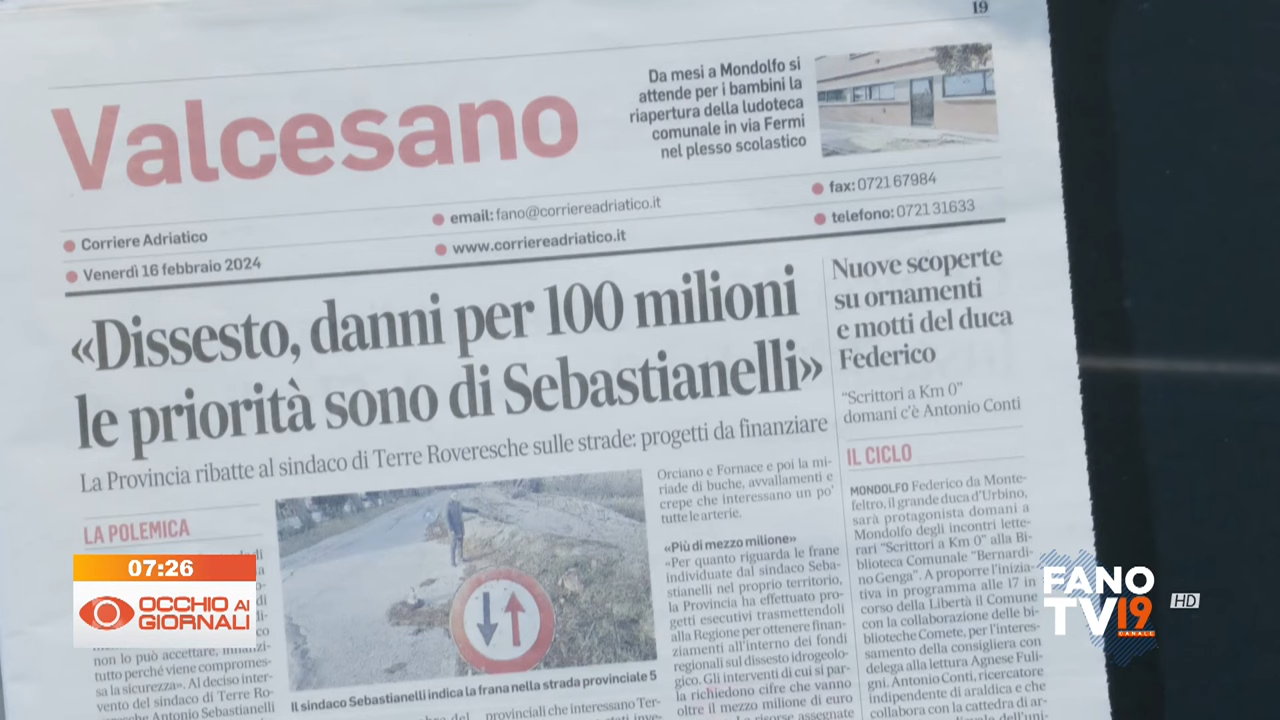 19
Valcesano
Da mesi a Mondolfo si
attende per i bambini la
riapertura della ludoteca
comunale in via Fermi
nel plesso scolastico
Corriere Adriatico
Venerdì 16 febbraio 2024
email: fano@corriereadriatico.it
www.corriereadriatico.it
fax: 0721 67984
telefono: 0721 31633
«Dissesto, danni per 100 milioni
le priorità sono di Sebastianelli»
La Provincia ribatte al sindaco di Terre Roveresche sulle strade: progetti da finanziare
LA POLEMICA
non lo può accettare, innanzi-
tutto perché viene compromes-
sa la sicurezza». Al deciso inter-
vento del sindaco di Terre Ro-
veresche Antonio Sebastianelli
Il sindaco Sebastianelli indica la frana nella strada provinciale 5
provinciali che interessano Ter-
Orciano e Fornace e poi la mi-
riade di buche, avvallamenti e
crepe che interessano un po'
tutte le arterie.
«Più di mezzo milione»
«Per quanto riguarda le frane
individuate dal sindaco Seba-
stianelli nel proprio territorio,
la Provincia ha effettuato pro-
getti esecutivi trasmettendoli
alla Regione per ottenere finan-
ziamenti all'interno dei fondi
regionali sul dissesto idrogeolo-
gico. Gli interventi di cui si par-
la richiedono cifre che vanno
oltre il mezzo milione di euro
Nuove scoperte
su ornamenti
e motti del duca
Federico
"Scrittori a Km 0"
domani c'è Antonio Conti
IL CICLO
MONDOLFO Federico da Monte-
feltro, il grande duca d'Urbino,
sarà protagonista domani a
Mondolfo degli incontri lette-
rari "Scrittori a Km 0" alla Bi-
blioteca Comunale "Bernardi-
no Genga". A proporre l'inizia-
tiva in programma alle 17 in
corso della Libertà il Comune
con la collaborazione delle bi-
blioteche Comete, per l'interes-
samento della consigliera con
delega alla lettura Agnese Fuli-
gni. Antonio Conti, ricercatore
indipendente di araldica e che
collabora con la cattedra di ar-
07:26
OCCHIO AI
GIORNALI
FANO
TV 19
CANALE
HD